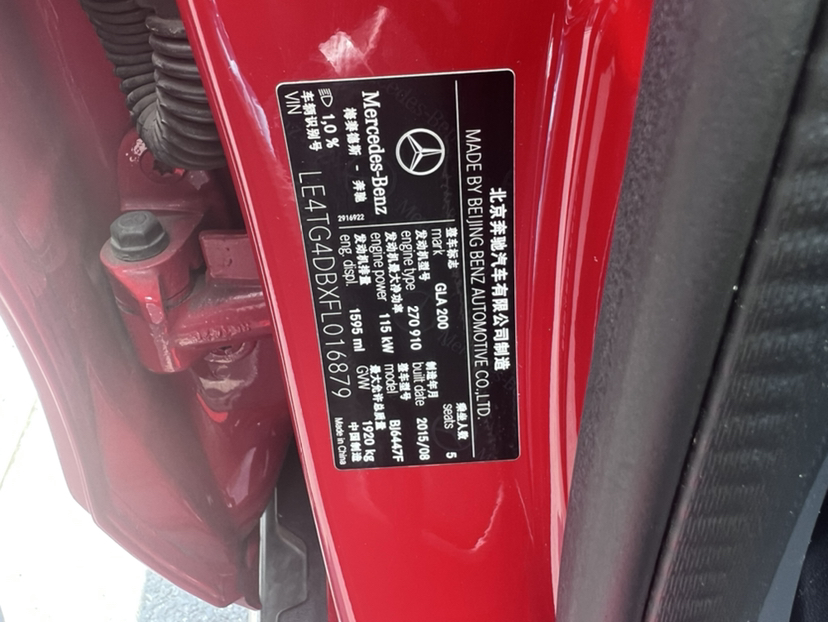 北京奔驰汽车有限公司制造
MADE BY BEIJING BENZ AUTOMOTIVE CO.,LTD.
整车标志
mark GLA 200
乘坐人数
seats 5
发动机型号
engine type 270 910
制造年月
built date 2015/08
发动机最大净功率
engine power 115 kW
整车型号
model BJ6447F
发动机排量
eng. displ. 1595 ml
最大允许总质量
GVW 1920 kg
Mercedes-Benz
梅赛德斯 - 奔驰
2916922
1,0 %
车辆识别号
VIN LE4TG4DBXFL016879
中国制造
Made in China